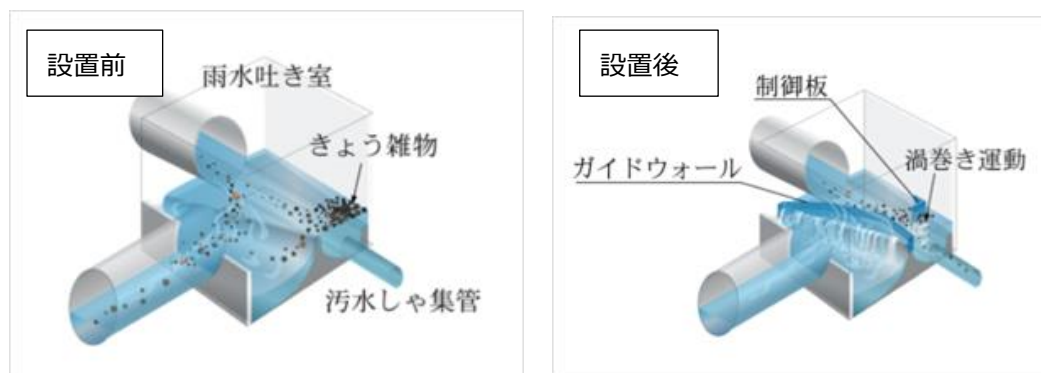 設置前
雨水吐き室
きょう雑物
汚水しゃ集管
設置後
制御板
ガイドウォール
渦巻き運動